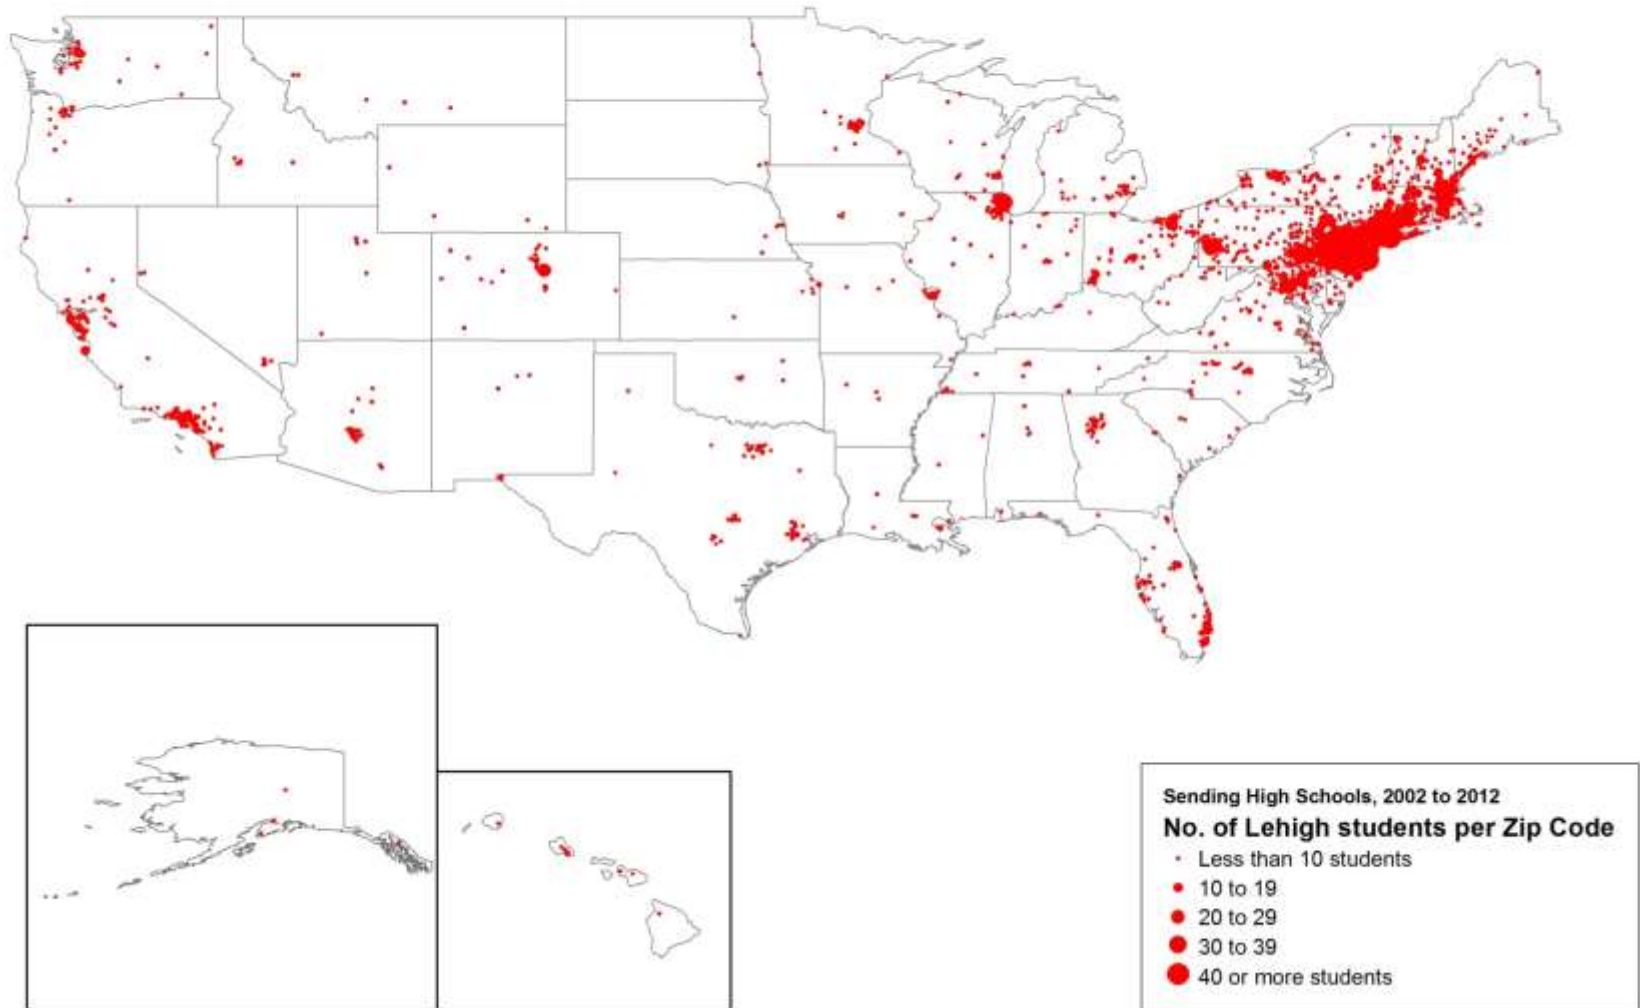 Sending High Schools, 2002 to 2012
No. of Lehigh students per Zip Code
Less than 10 students
10 to 19
20 to 29
30 to 39
40 or more students